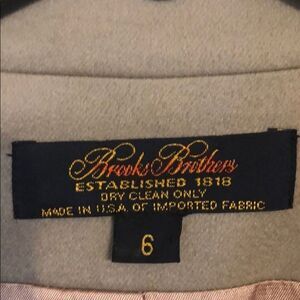 Brooks Brothers
ESTABLISHED 1818
DRY CLEAN ONLY
MADE IN U.S.A. OF IMPORTED FABRIC
6